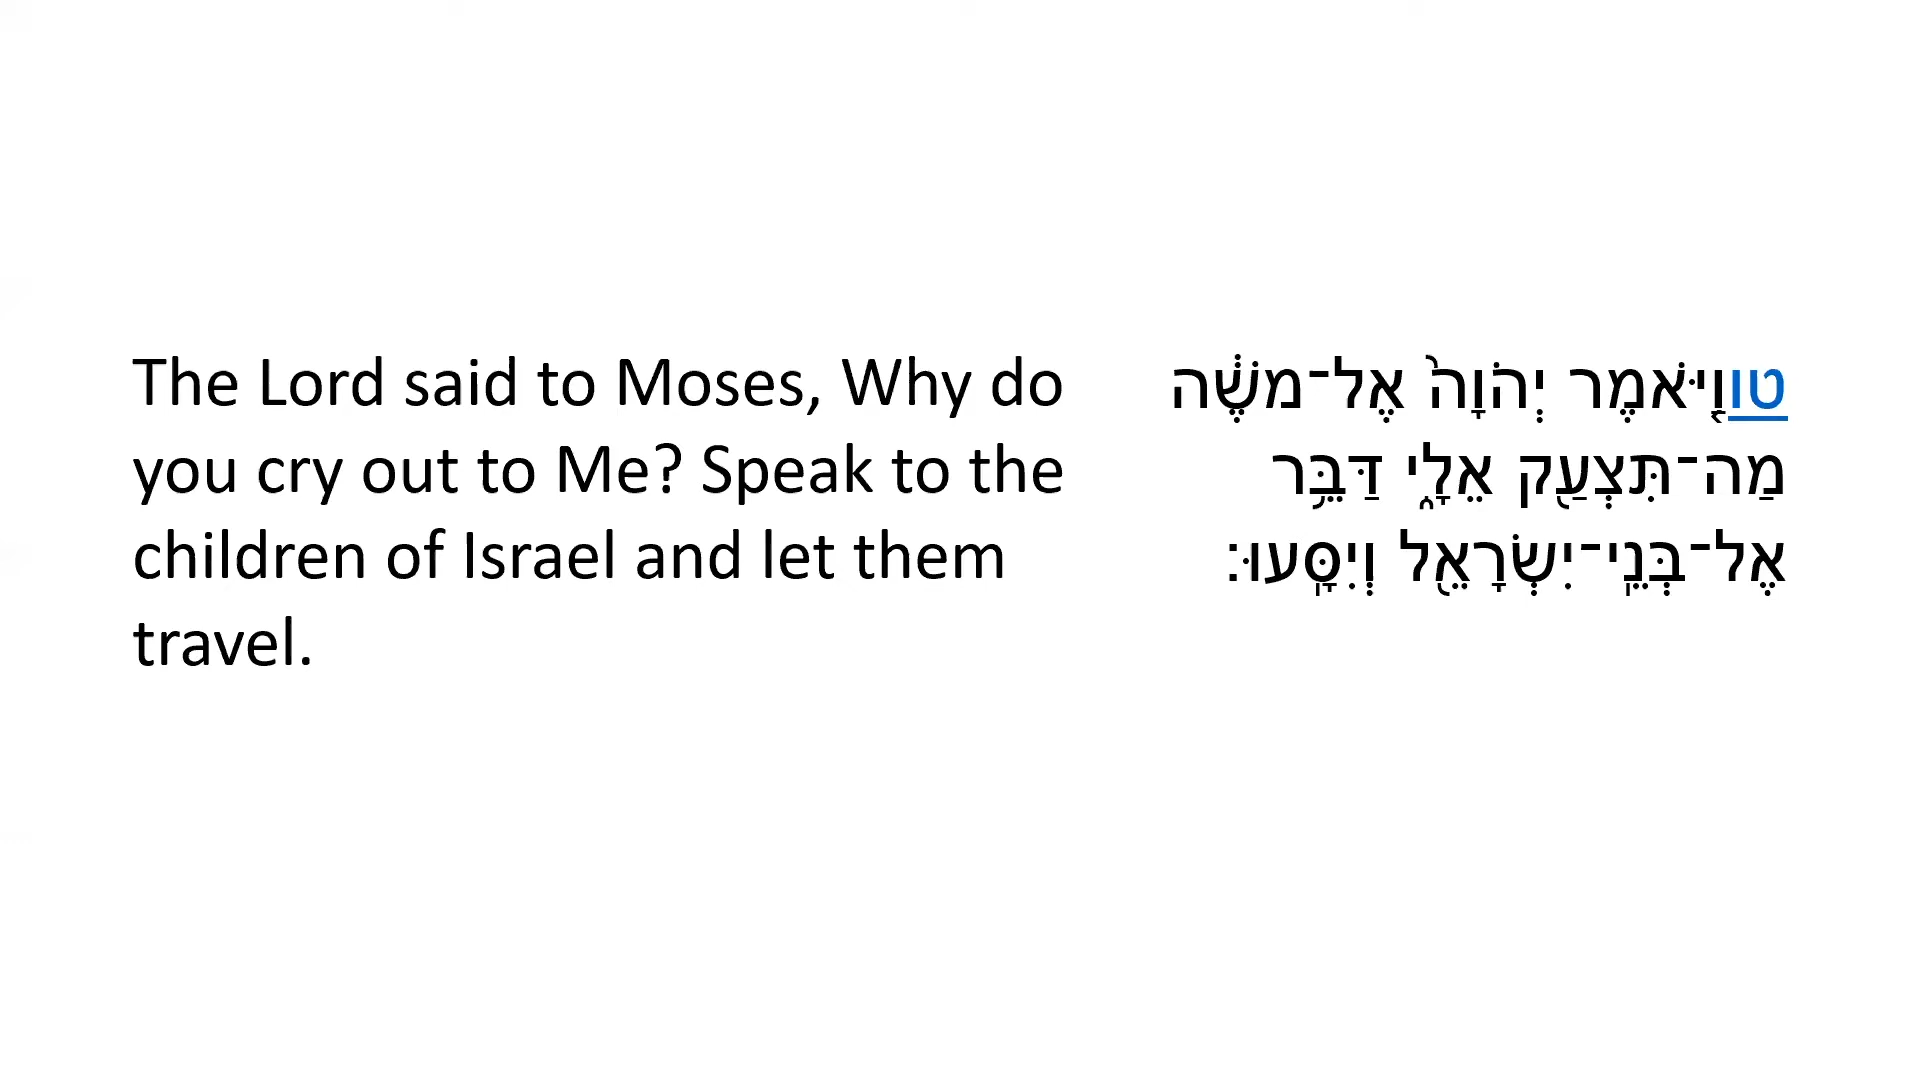 The Lord said to Moses, Why do
you cry out to Me? Speak to the
children of Israel and let them
travel.
טווַיֹּ֤אמֶר יְהֹוָה֙ אֶל־משֶׁ֔ה
מַה־תִּצְעַ֖ק אֵלָ֑י דַּבֵּ֥ר
אֶל־בְּנֵֽי־יִשְׂרָאֵ֖ל וְיִסָּֽעוּ: